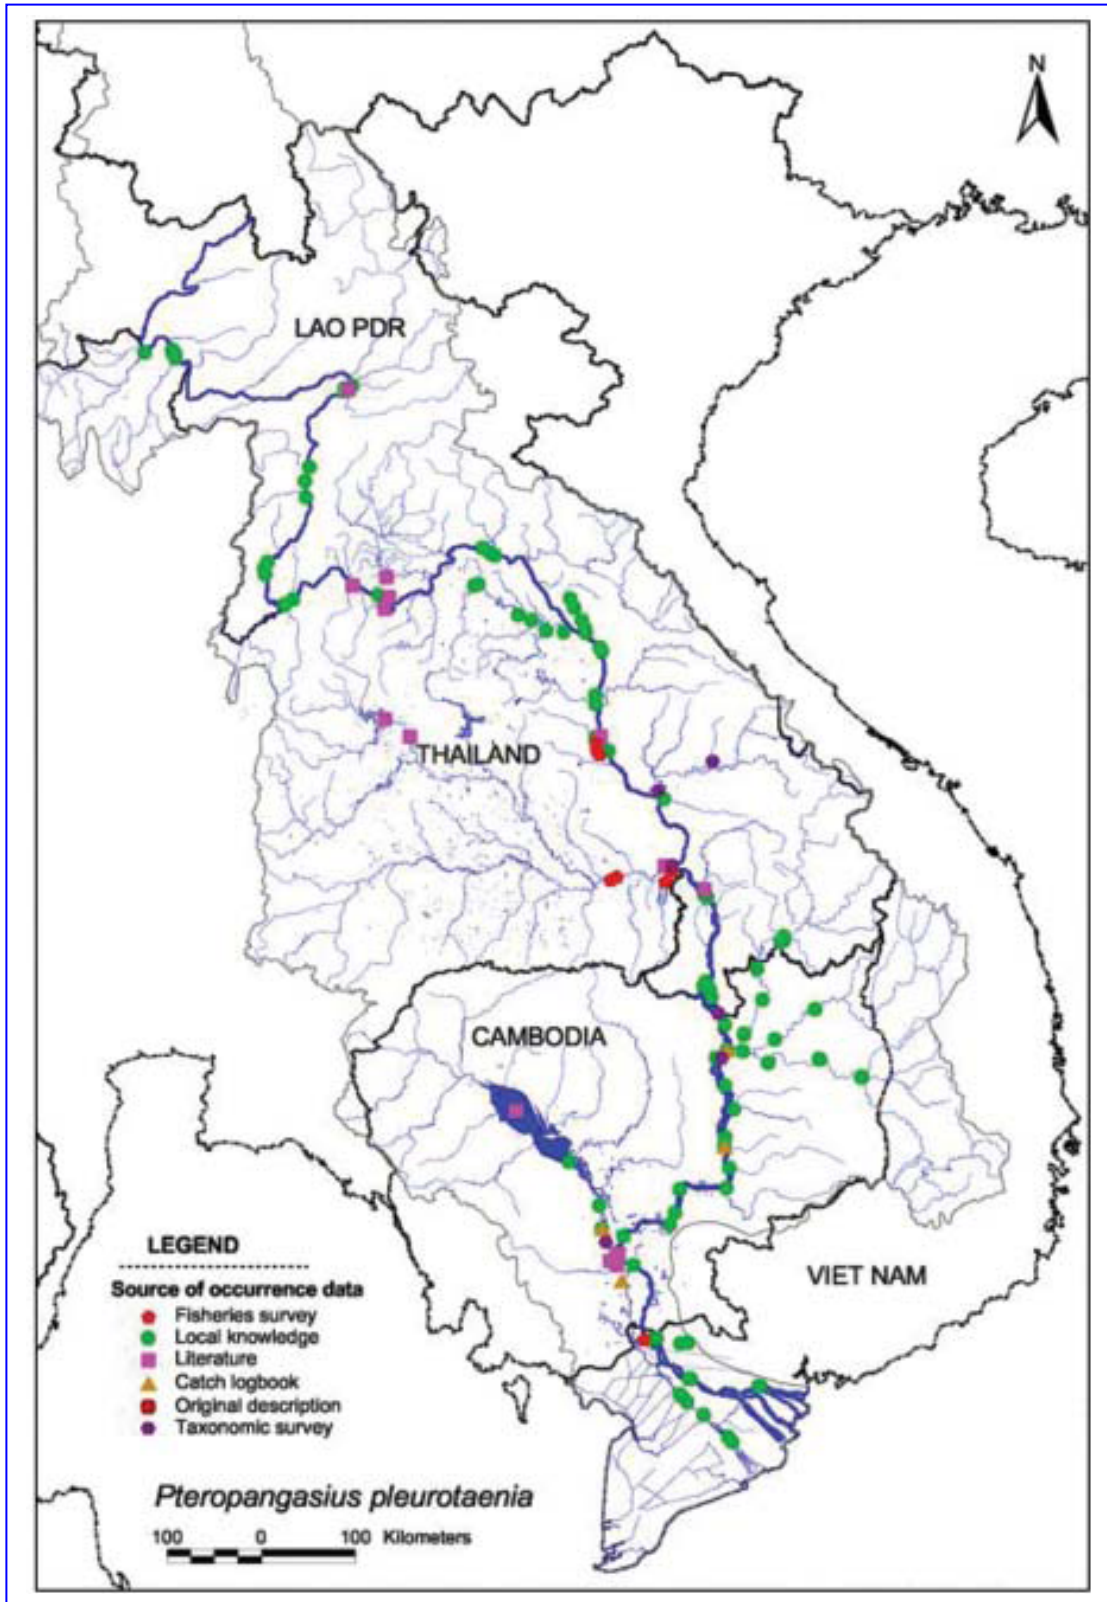 N
LAO PDR
THAILAND
CAMBODIA
VIET NAM
LEGEND
Source of occurrence data
Fisheries survey
Local knowledge
Literature
Catch logbook
Original description
Taxonomic survey
Pteropangasius pleurotaenia
100 0 100 Kilometers